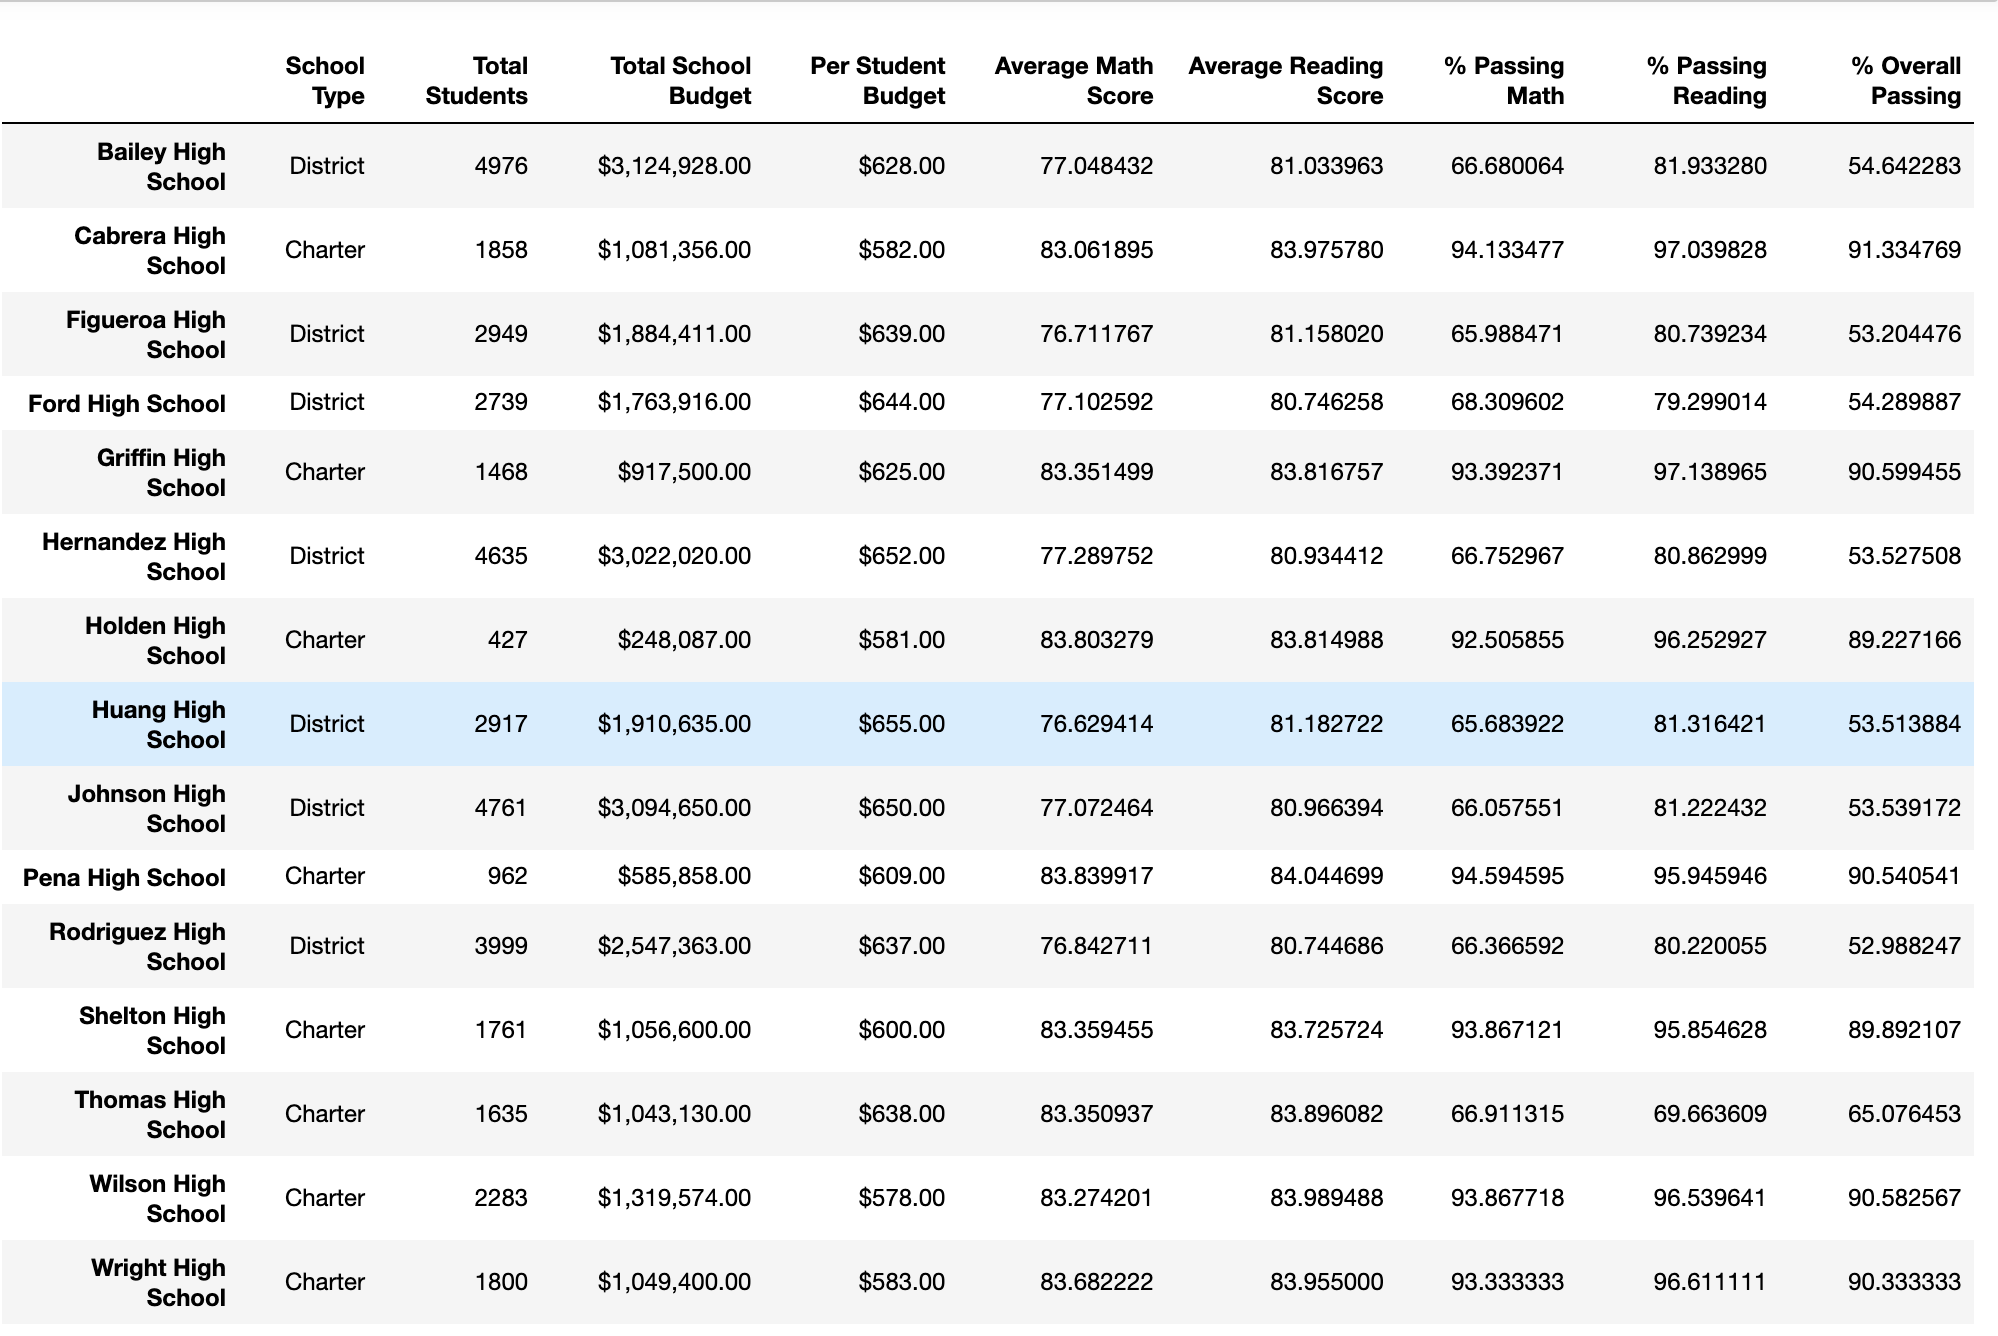 School Type Total Students Total School Budget Per Student Budget Average Math Score Average Reading Score % Passing Math % Passing Reading % Overall Passing
Bailey High School District 4976 $3,124,928.00 $628.00 77.048432 81.033963 66.680064 81.933280 54.642283
Cabrera High School Charter 1858 $1,081,356.00 $582.00 83.061895 83.975780 94.133477 97.039828 91.334769
Figueroa High School District 2949 $1,884,411.00 $639.00 76.711767 81.158020 65.988471 80.739234 53.204476
Ford High School District 2739 $1,763,916.00 $644.00 77.102592 80.746258 68.309602 79.299014 54.289887
Griffin High School Charter 1468 $917,500.00 $625.00 83.351499 83.816757 93.392371 97.138965 90.599455
Hernandez High School District 4635 $3,022,020.00 $652.00 77.289752 80.934412 66.752967 80.862999 53.527508
Holden High School Charter 427 $248,087.00 $581.00 83.803279 83.814988 92.505855 96.252927 89.227166
Huang High School District 2917 $1,910,635.00 $655.00 76.629414 81.182722 65.683922 81.316421 53.513884
Johnson High School District 4761 $3,094,650.00 $650.00 77.072464 80.966394 66.057551 81.222432 53.539172
Pena High School Charter 962 $585,858.00 $609.00 83.839917 84.044699 94.594595 95.945946 90.540541
Rodriguez High School District 3999 $2,547,363.00 $637.00 76.842711 80.744686 66.366592 80.220055 52.988247
Shelton High School Charter 1761 $1,056,600.00 $600.00 83.359455 83.725724 93.867121 95.854628 89.892107
Thomas High School Charter 1635 $1,043,130.00 $638.00 83.350937 83.896082 66.911315 69.663609 65.076453
Wilson High School Charter 2283 $1,319,574.00 $578.00 83.274201 83.989488 93.867718 96.539641 90.582567
Wright High School Charter 1800 $1,049,400.00 $583.00 83.682222 83.955000 93.333333 96.611111 90.333333